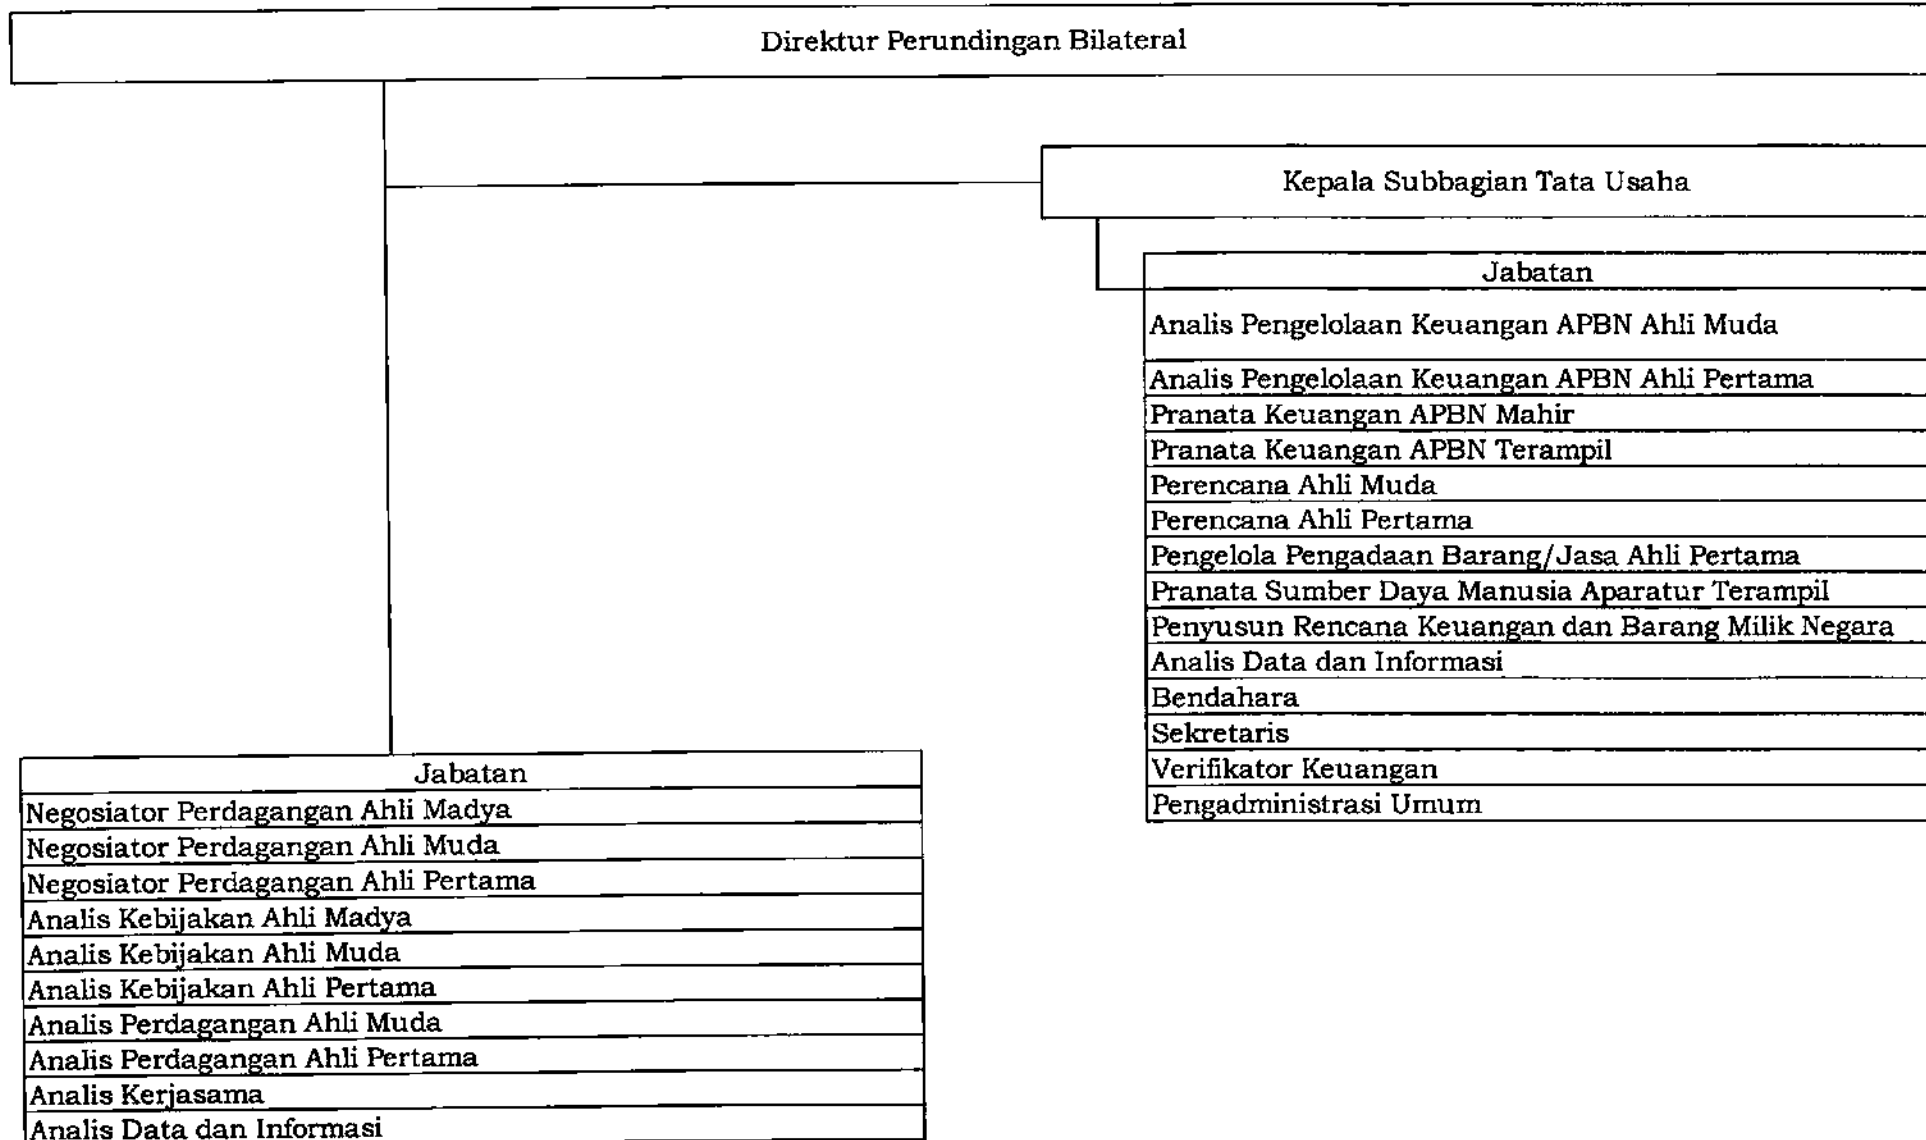 Direktur Perundingan Bilateral
Kepala Subbagian Tata Usaha
Jabatan
Analis Pengelolaan Keuangan APBN Ahli Muda
Analis Pengelolaan Keuangan APBN Ahli Pertama
Pranata Keuangan APBN Mahir
Pranata Keuangan APBN Terampil
Perencana Ahli Muda
Perencana Ahli Pertama
Pengelola Pengadaan Barang/Jasa Ahli Pertama
Pranata Sumber Daya Manusia Aparatur Terampil
Penyusun Rencana Keuangan dan Barang Milik Negara
Analis Data dan Informasi
Bendahara
Sekretaris
Verifikator Keuangan
Pengadministrasi Umum
Jabatan
Negosiator Perdagangan Ahli Madya
Negosiator Perdagangan Ahli Muda
Negosiator Perdagangan Ahli Pertama
Analis Kebijakan Ahli Madya
Analis Kebijakan Ahli Muda
Analis Kebijakan Ahli Pertama
Analis Perdagangan Ahli Muda
Analis Perdagangan Ahli Pertama
Analis Kerjasama
Analis Data dan Informasi